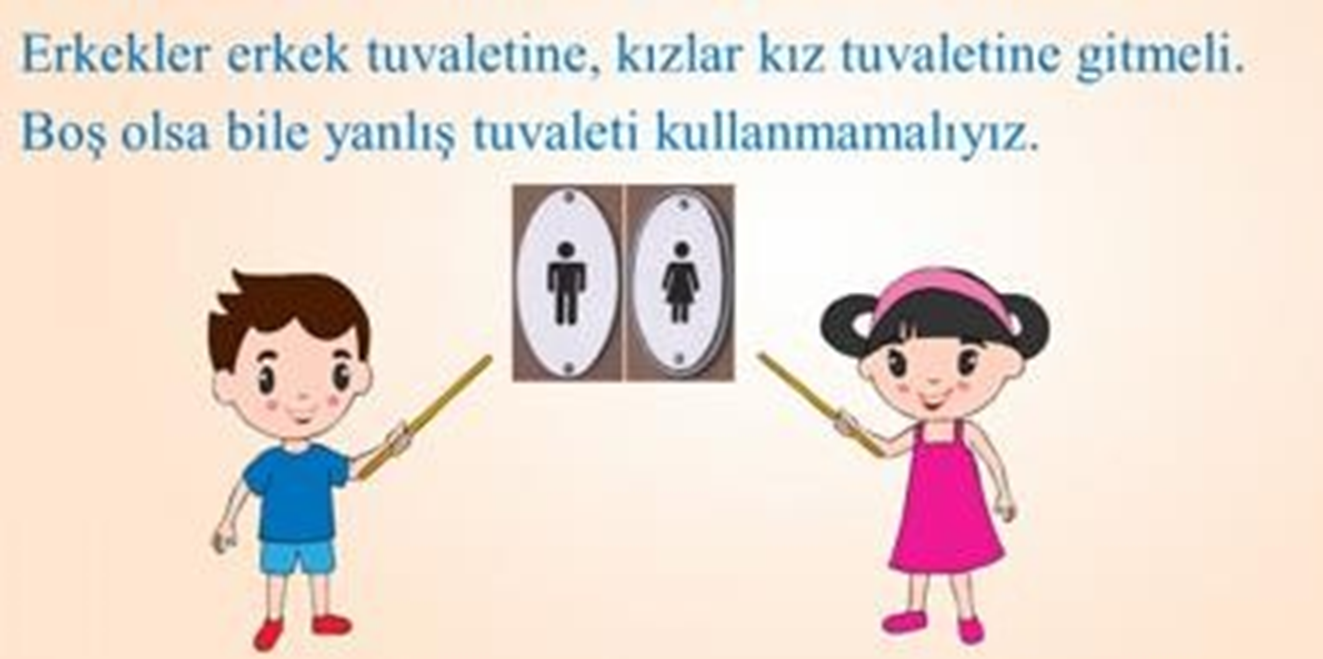 Erkekler erkek tuvaletine, kızlar kız tuvaletine gitmeli.
Boş olsa bile yanlış tuvaleti kullanmamalıyız.